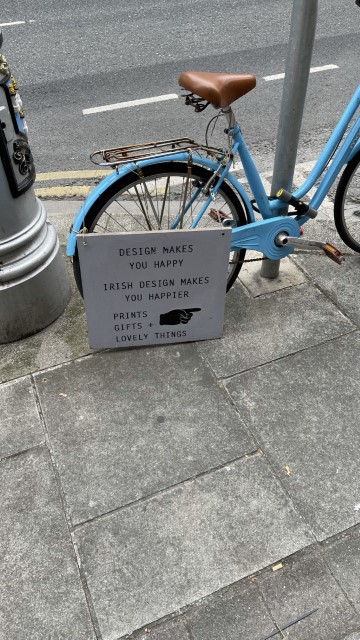 DESIGN MAKES
YOU HAPPY
IRISH DESIGN MAKES
YOU HAPPIER
PRINTS
GIFTS +
LOVELY THINGS